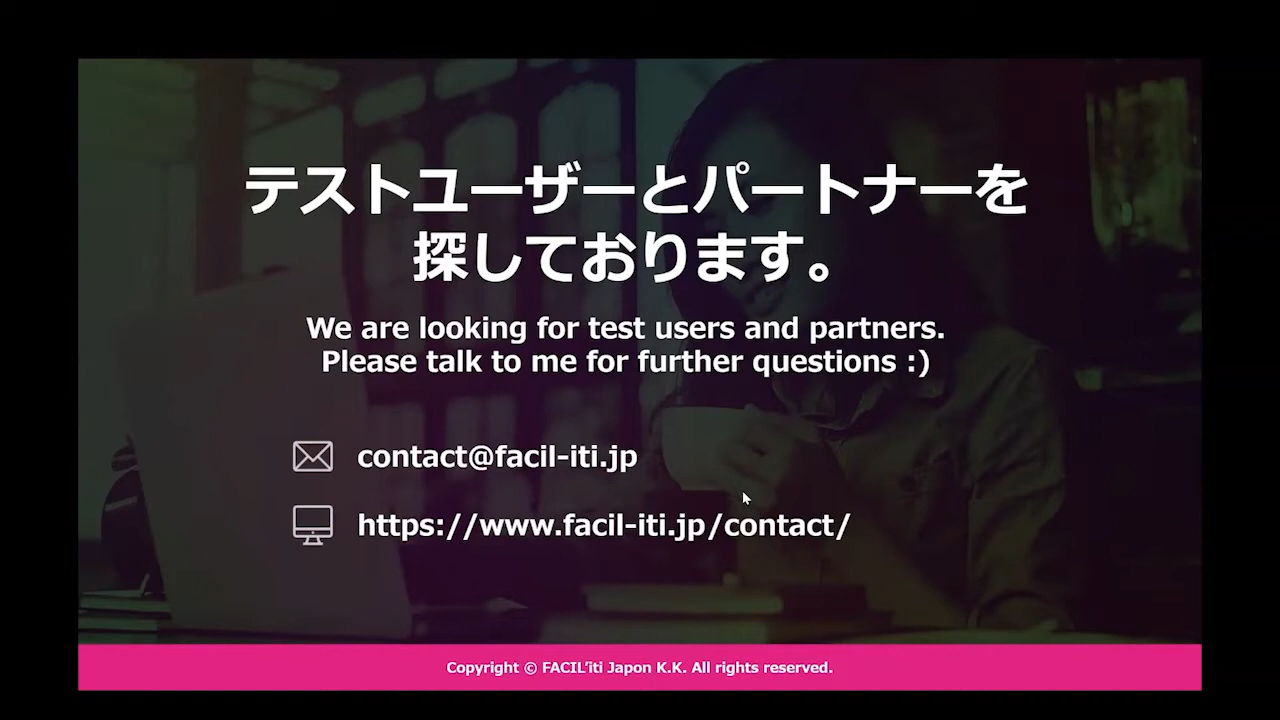 テストユーザーとパートナーを
探しております。
We are looking for test users and partners.
Please talk to me for further questions :)
contact@facil-iti.jp
https://www.facil-iti.jp/contact/
Copyright © FACIL'iti Japon K.K. All rights reserved.